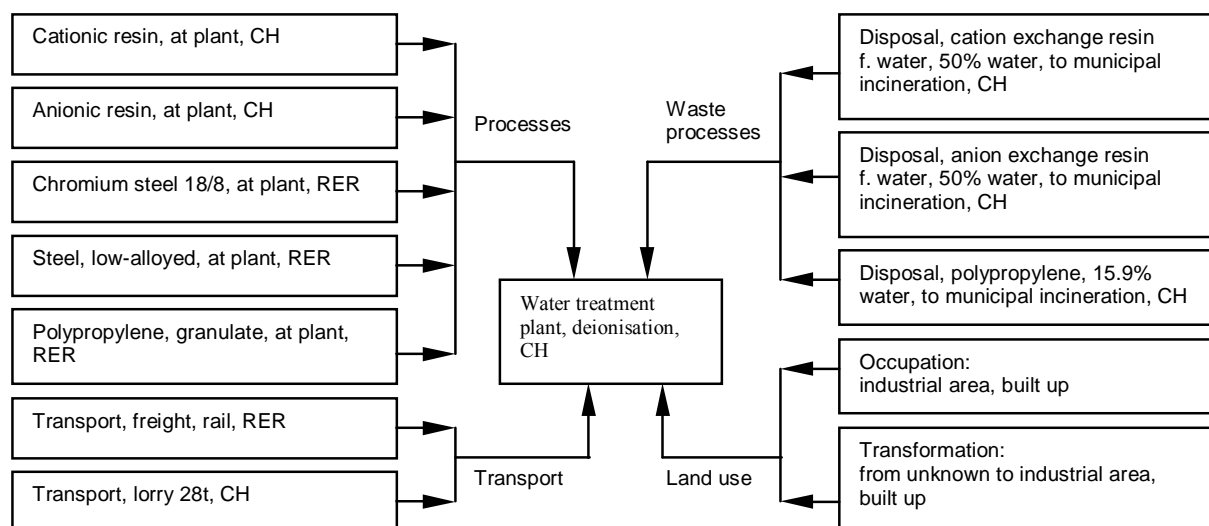 Cationic resin, at plant, CH
Anionic resin, at plant, CH
Chromium steel 18/8, at plant, RER
Steel, low-alloyed, at plant, RER
Polypropylene, granulate, at plant,
RER
Transport, freight, rail, RER
Transport, lorry 28t, CH
Processes
Transport
Water treatment
plant, deionisation,
CH
Waste
processes
Land use
Disposal, cation exchange resin
f. water, 50% water, to municipal
incineration, CH
Disposal, anion exchange resin
f. water, 50% water, to municipal
incineration, CH
Disposal, polypropylene, 15.9%
water, to municipal incineration, CH
Occupation:
industrial area, built up
Transformation:
from unknown to industrial area,
built up